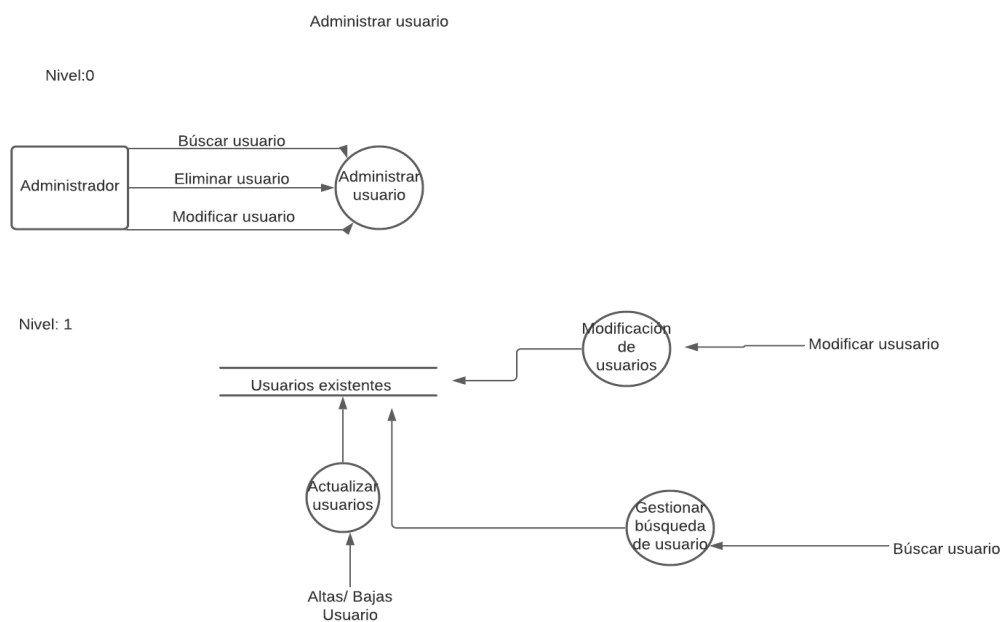 Administrar usuario
Nivel:0
Búscar usuario
Administrador
Eliminar usuario
Administrar
usuario
Modificar usuario
Nivel: 1
Modificación
de
usuarios
Modificar ususario
Usuarios existentes
Actualizar
usuarios
Gestionar
búsqueda
de usuario
Búscar usuario
Altas/ Bajas
Usuario